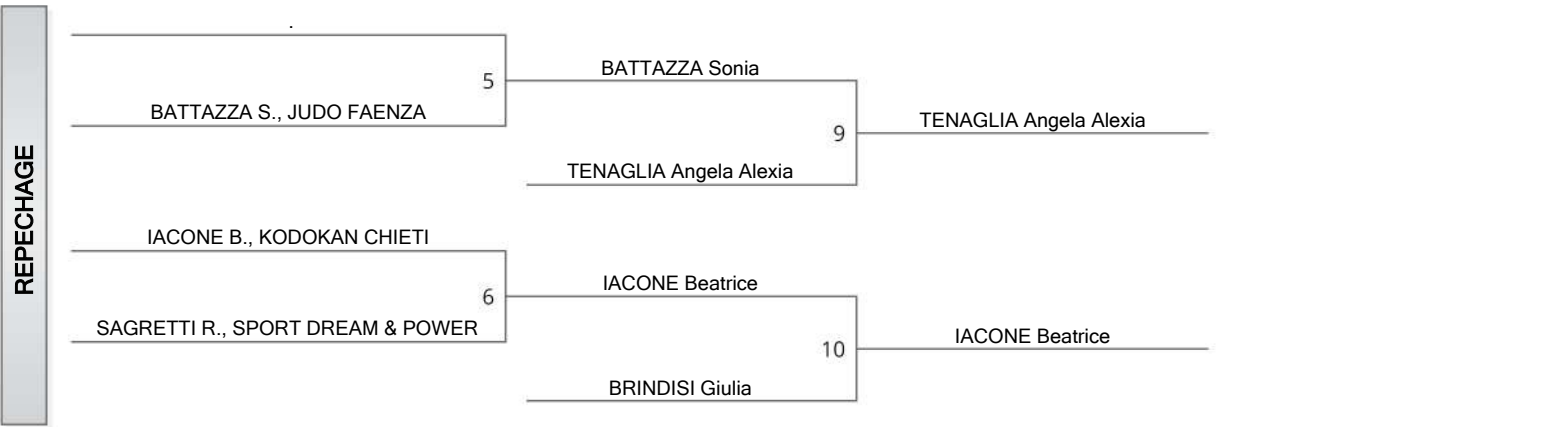 REPECHAGE
.
5
BATTAZZA S., JUDO FAENZA
BATTAZZA Sonia
9
TENAGLIA Angela Alexia
TENAGLIA Angela Alexia
IACONE B., KODOKAN CHIETI
6
SAGRETTI R., SPORT DREAM & POWER
IACONE Beatrice
10
BRINDISI Giulia
IACONE Beatrice